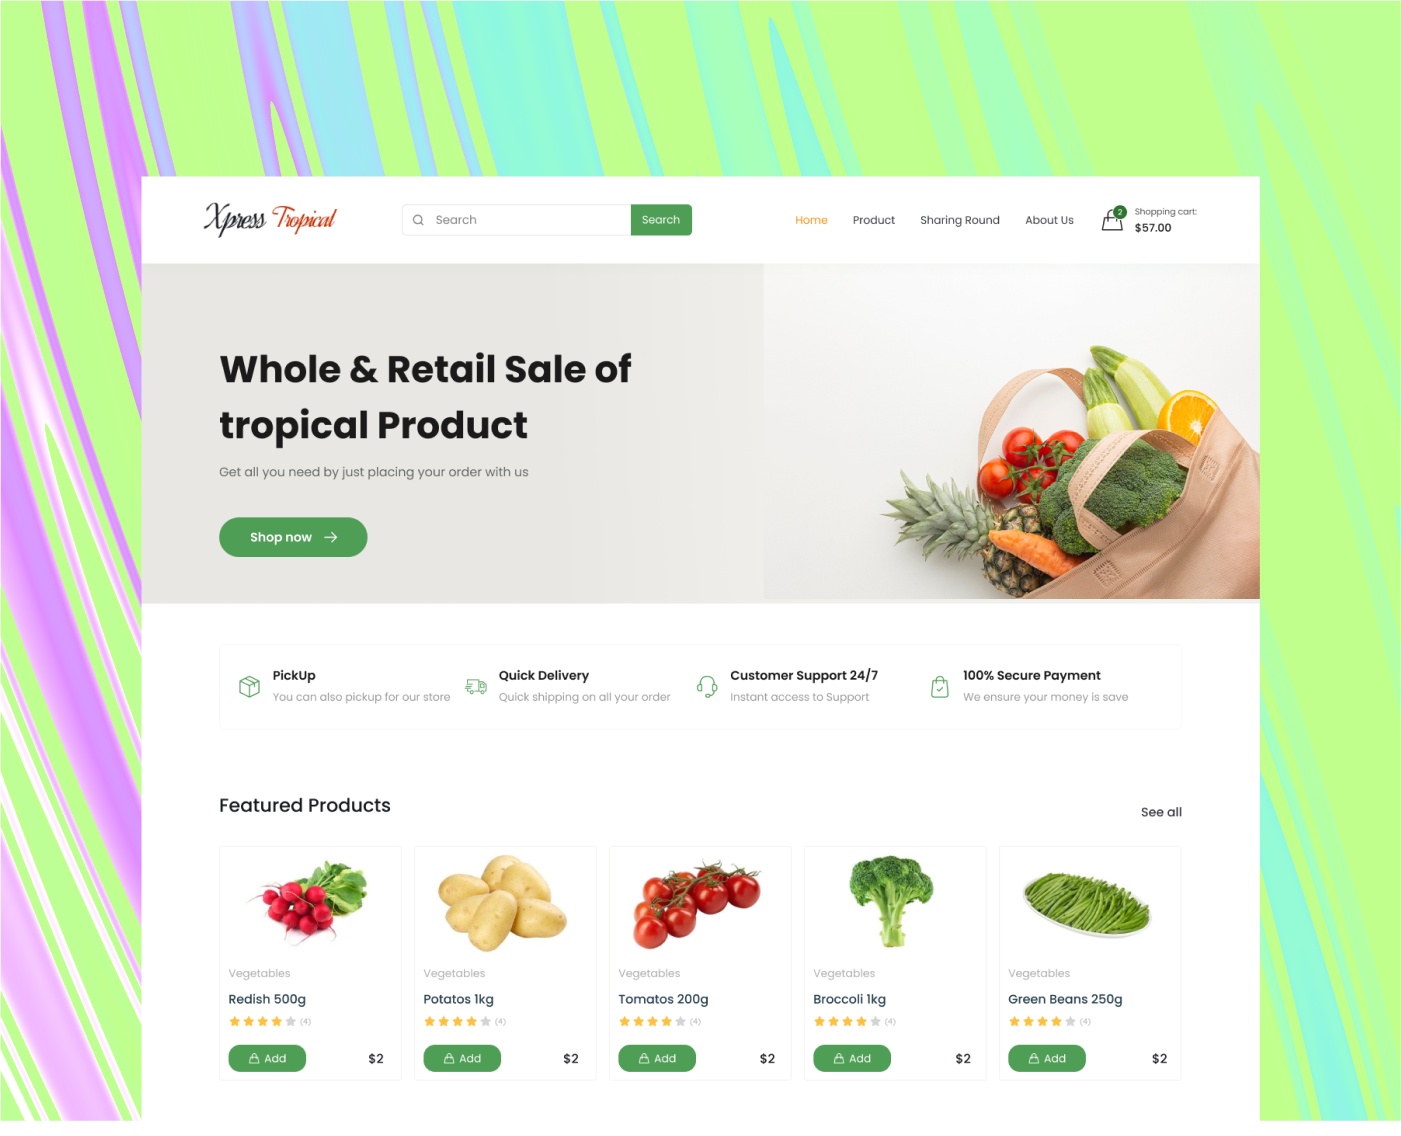 Xpress Tropical
Search
Search
Home
Product
Sharing Round
About Us
2
Shopping cart:
$57.00
Whole & Retail Sale of
tropical Product
Get all you need by just placing your order with us
Shop now
PickUp
You can also pickup for our store
Quick Delivery
Quick shipping on all your order
Customer Support 24/7
Instant access to Support
100% Secure Payment
We ensure your money is save
Featured Products
See all
Vegetables
Redish 500g
(4)
Add
$2
Vegetables
Potatos 1kg
(4)
Add
$2
Vegetables
Tomatos 200g
(4)
Add
$2
Vegetables
Broccoli 1kg
(4)
Add
$2
Vegetables
Green Beans 250g
(4)
Add
$2